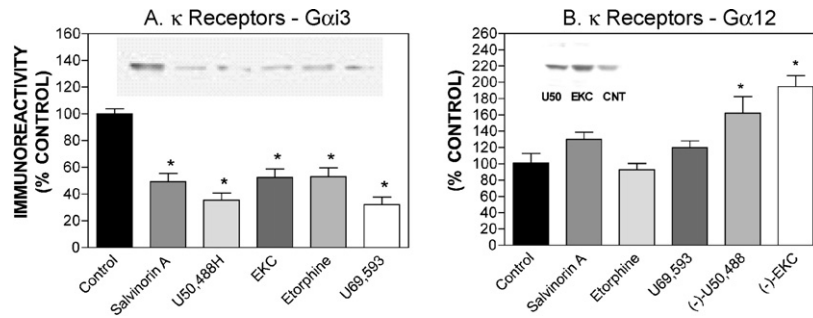 A. κ Receptors - Gαi3
IMMUNOREACTIVITY
(% CONTROL)
160
140
120
100
80
60
40
20
0
* * * * *
Control
Salvinorin A
U50,488H
EKC
Etorphine
U69,593
B. κ Receptors - Gα12
(% CONTROL)
260
240
220
200
180
160
140
120
100
80
60
40
20
0
U50 EKC CNT
* *
Control
Salvinorin A
Etorphine
U69,593
(-)-U50,488
(-)-EKC